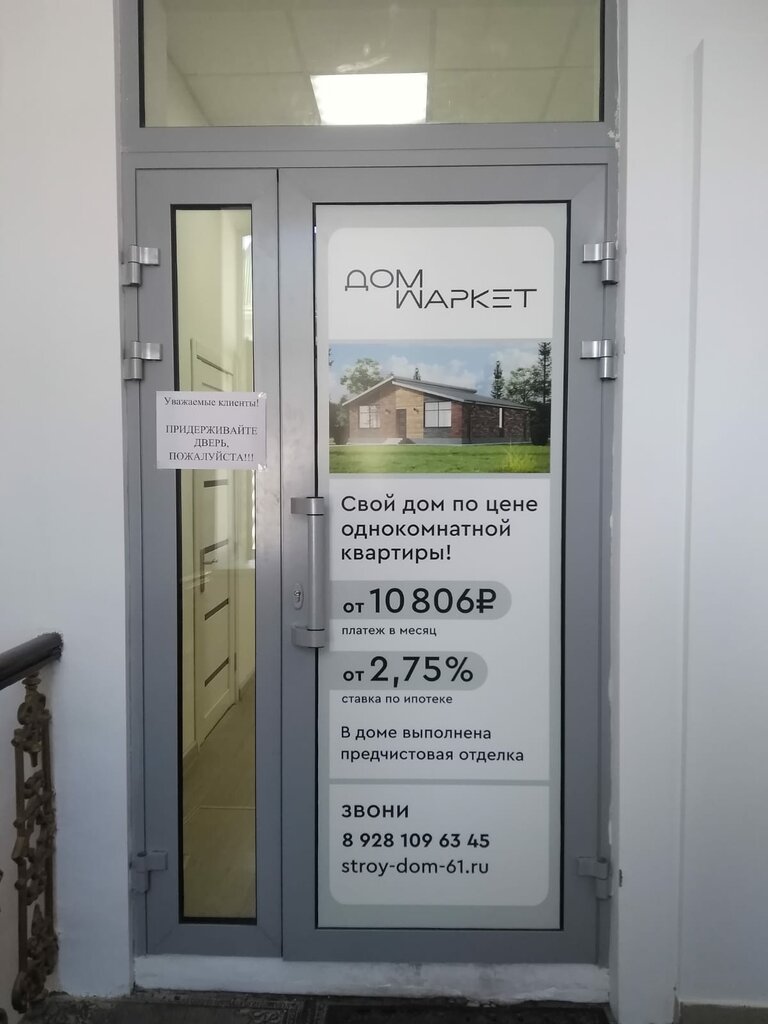 ДОМ
МАРКЕТ
Уважаемые клиенты!
ПРИДЕРЖИВАЙТЕ
ДВЕРЬ,
ПОЖАЛУЙСТА!!!
Свой дом по цене
однокомнатной
квартиры!
от 10 806₽
платеж в месяц
от 2,75%
ставка по ипотеке
В доме выполнена
предчистовая отделка
ЗВОНИ
8 928 109 63 45
stroy-dom-61.ru